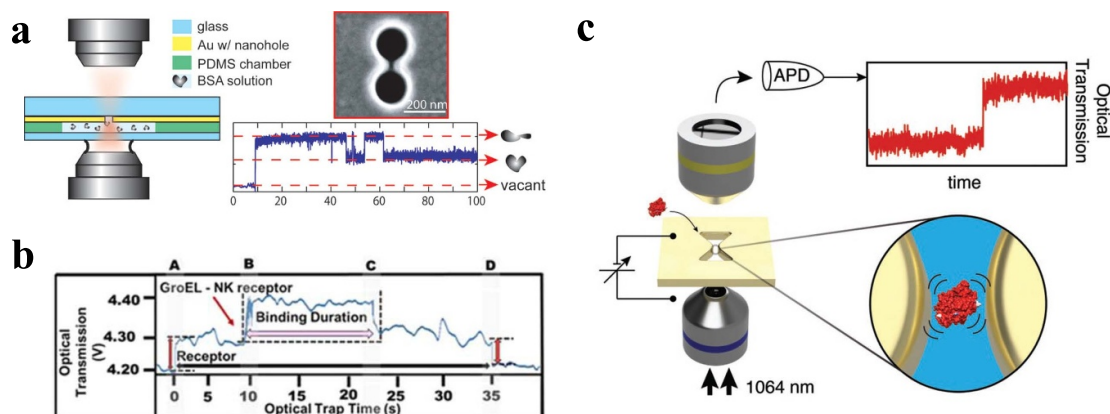 a
glass
Au w/ nanohole
PDMS chamber
BSA solution
200 nm
vacant
0 20 40 60 80 100
b
A B C D
GroEL - NK receptor
4.40
Binding Duration
4.30
Receptor
4.20
Optical
Transmission
(V)
0 5 10 15 20 25 30 35
Optical Trap Time (s)
c
APD
Optical
Transmission
time
1064 nm